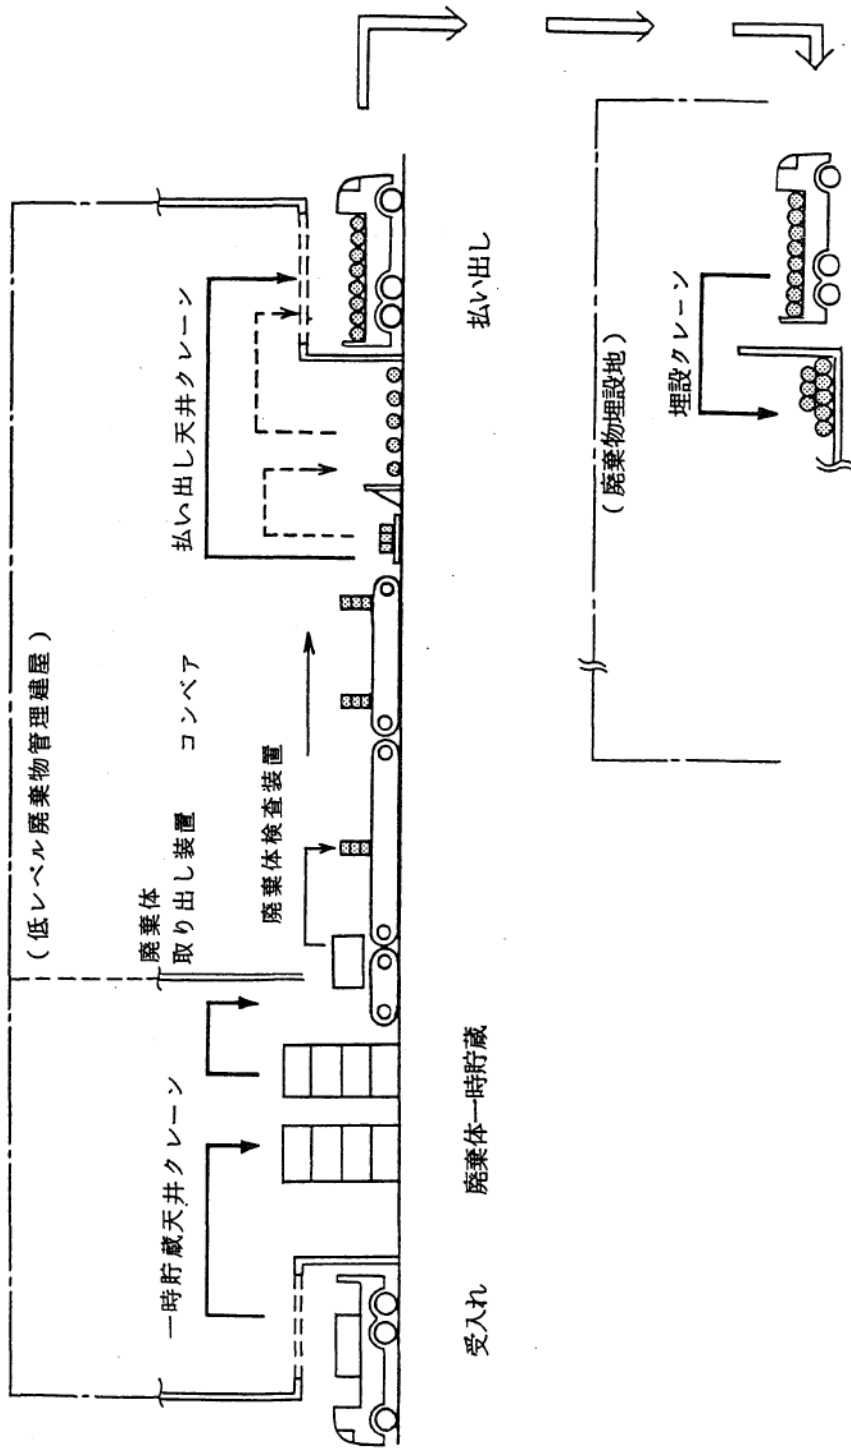 (低レベル廃棄物管理建屋)
一時貯蔵天井クレーン
廃棄体
取り出し装置
コンベア
払い出し天井クレーン
廃棄体検査装置
受入れ
廃棄体一時貯蔵
払い出し
(廃棄物埋設地)
埋設クレーン